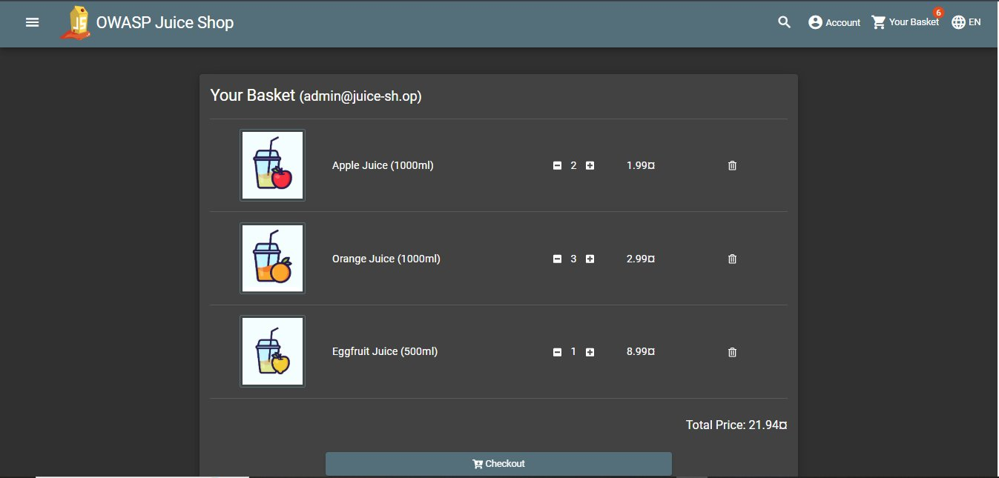 JS OWASP Juice Shop Account Your Basket 6 EN
Your Basket (admin@juice-sh.op)
Apple Juice (1000ml) 2 1.99¤
Orange Juice (1000ml) 3 2.99¤
Eggfruit Juice (500ml) 1 8.99¤
Total Price: 21.94¤
Checkout